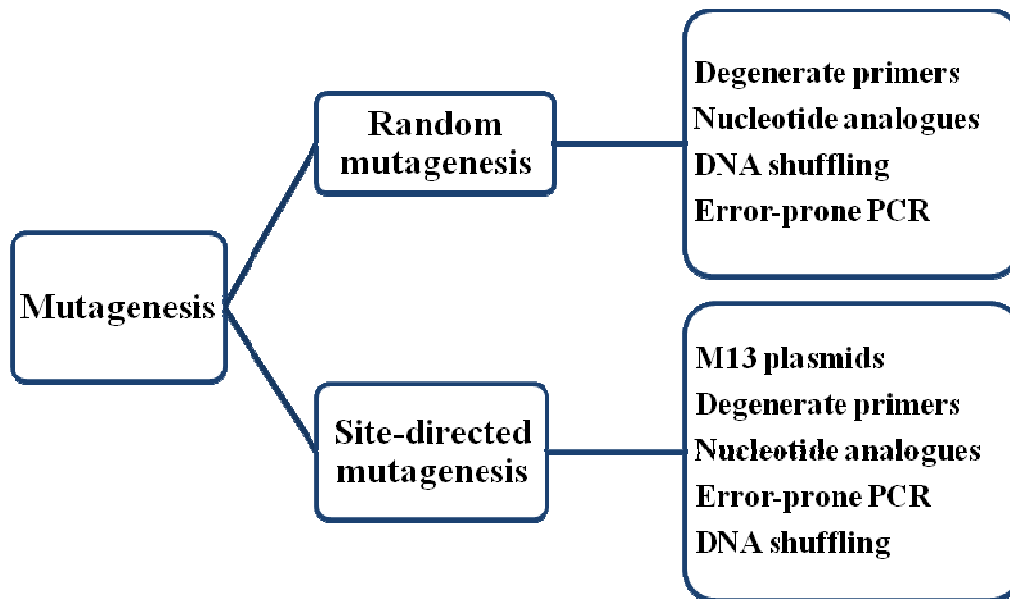 Mutagenesis
Random
mutagenesis
Degenerate primers
Nucleotide analogues
DNA shuffling
Error-prone PCR
Site-directed
mutagenesis
M13 plasmids
Degenerate primers
Nucleotide analogues
Error-prone PCR
DNA shuffling